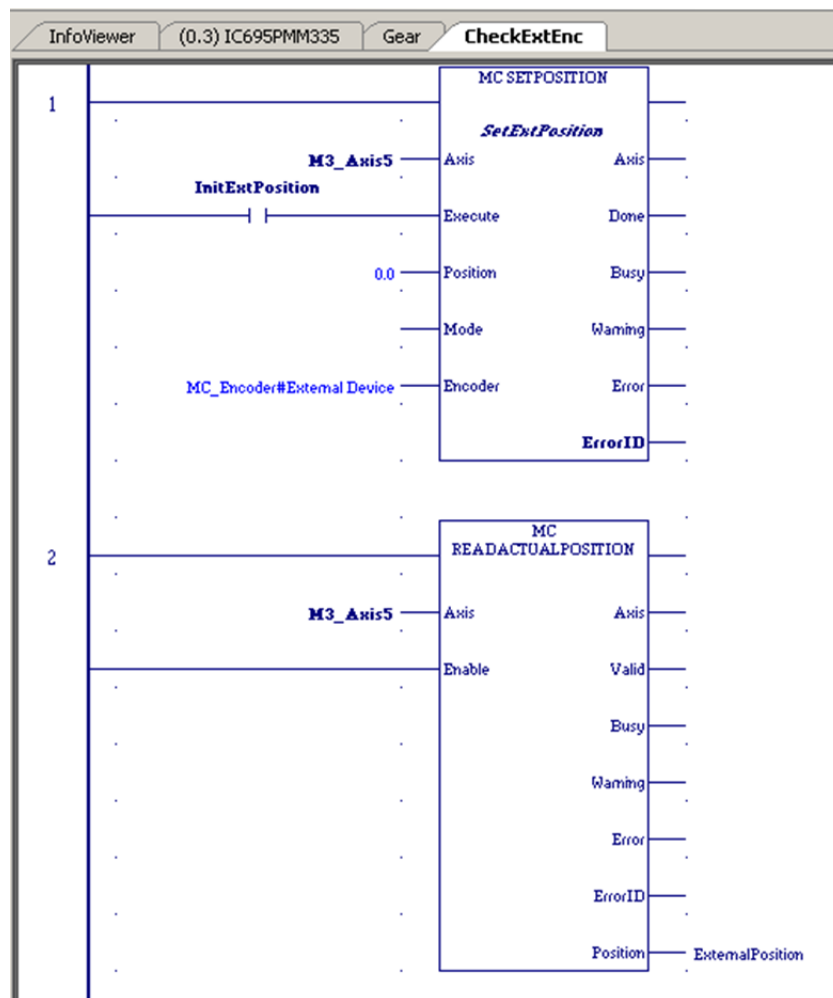 InfoViewer (0.3) IC695PMM335 Gear CheckExtEnc
1
MC SETPOSITION
SetExtPosition
M3_Axis5 Axis Axis
InitExtPosition
Execute Done
0.0 Position Busy
Mode Warning
MC_Encoder#External Device Encoder Error
ErrorID
2
MC
READACTUALPOSITION
M3_Axis5 Axis Axis
Enable Valid
Busy
Warning
Error
ErrorID
Position ExternalPosition